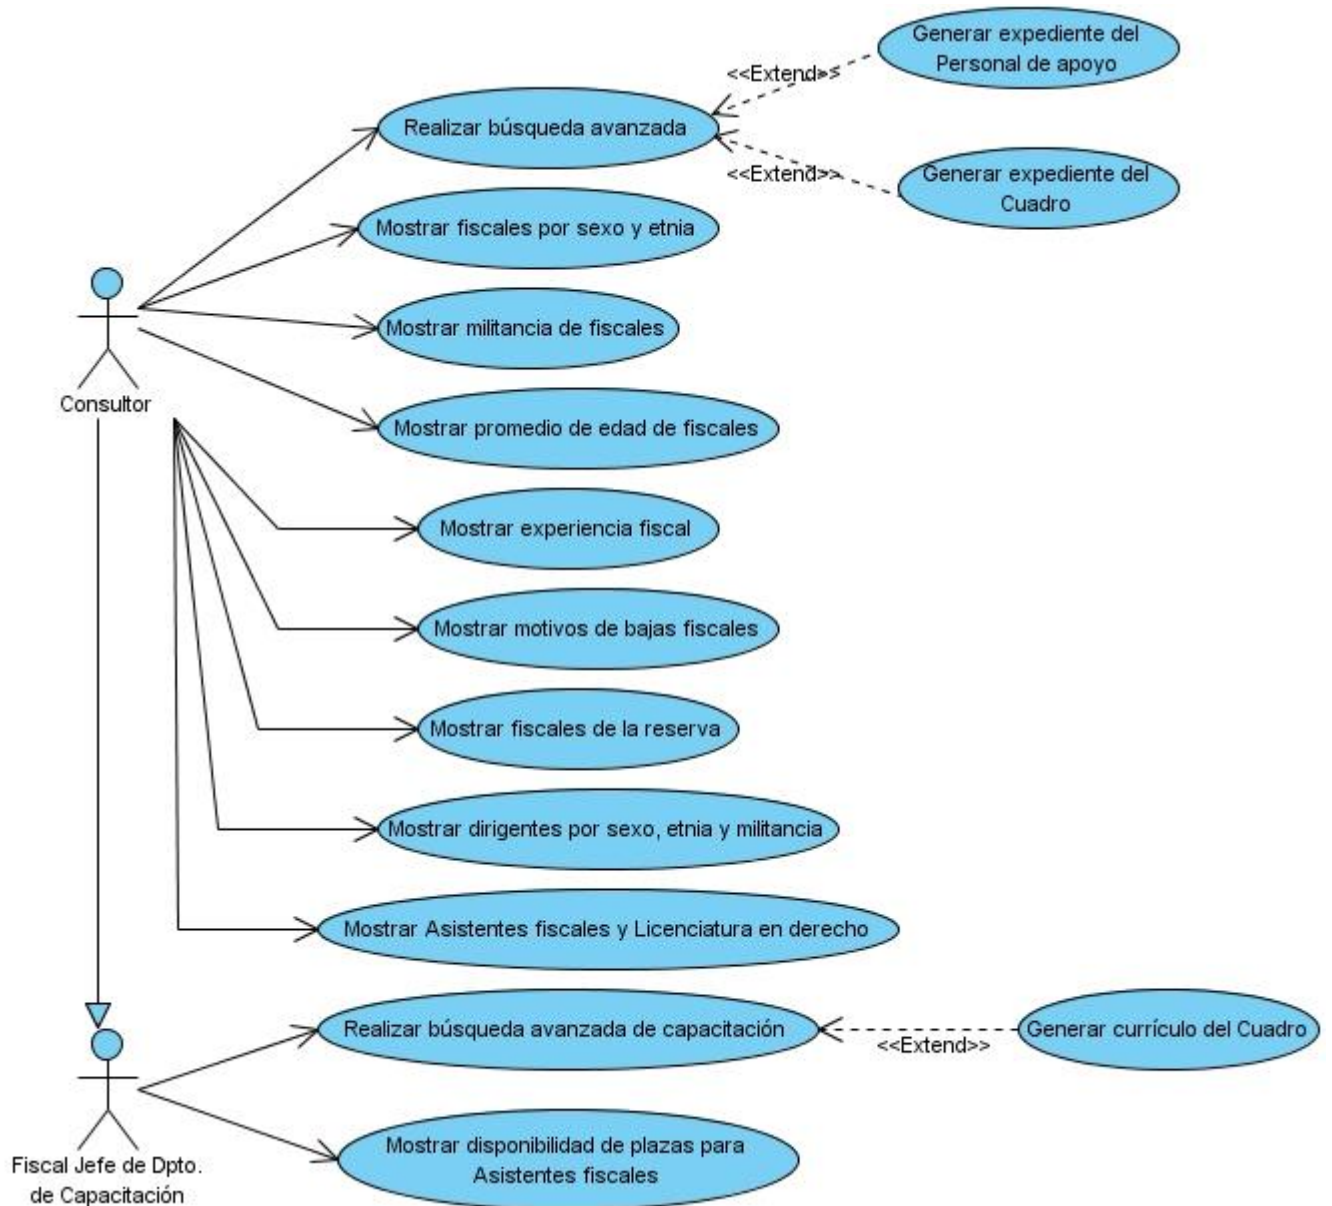 Generar expediente del
Personal de apoyo
<<Extend>>
Realizar búsqueda avanzada
<<Extend>>
Generar expediente del
Cuadro
Mostrar fiscales por sexo y etnia
Mostrar militancia de fiscales
Consultor
Mostrar promedio de edad de fiscales
Mostrar experiencia fiscal
Mostrar motivos de bajas fiscales
Mostrar fiscales de la reserva
Mostrar dirigentes por sexo, etnia y militancia
Mostrar Asistentes fiscales y Licenciatura en derecho
Realizar búsqueda avanzada de capacitación
<<Extend>>
Generar currículo del Cuadro
Mostrar disponibilidad de plazas para
Asistentes fiscales
Fiscal Jefe de Dpto.
de Capacitación